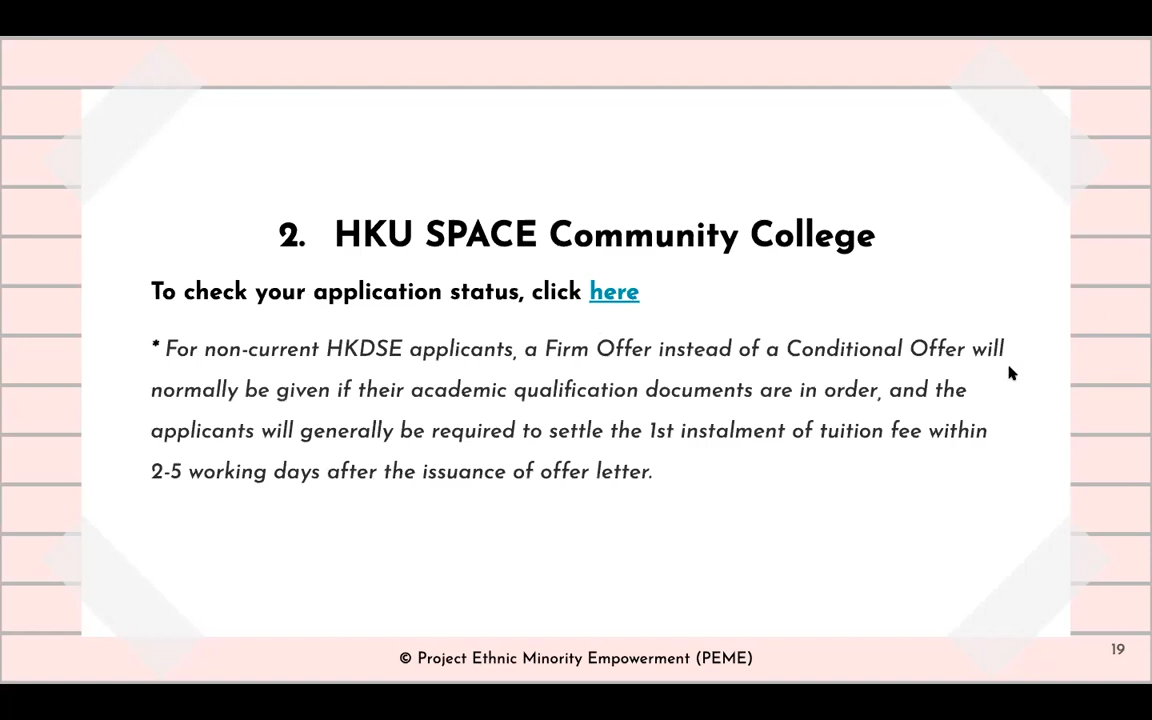 2. HKU SPACE Community College
To check your application status, click here
* For non-current HKDSE applicants, a Firm Offer instead of a Conditional Offer will
normally be given if their academic qualification documents are in order, and the
applicants will generally be required to settle the 1st instalment of tuition fee within
2-5 working days after the issuance of offer letter.
19
© Project Ethnic Minority Empowerment (PEME)